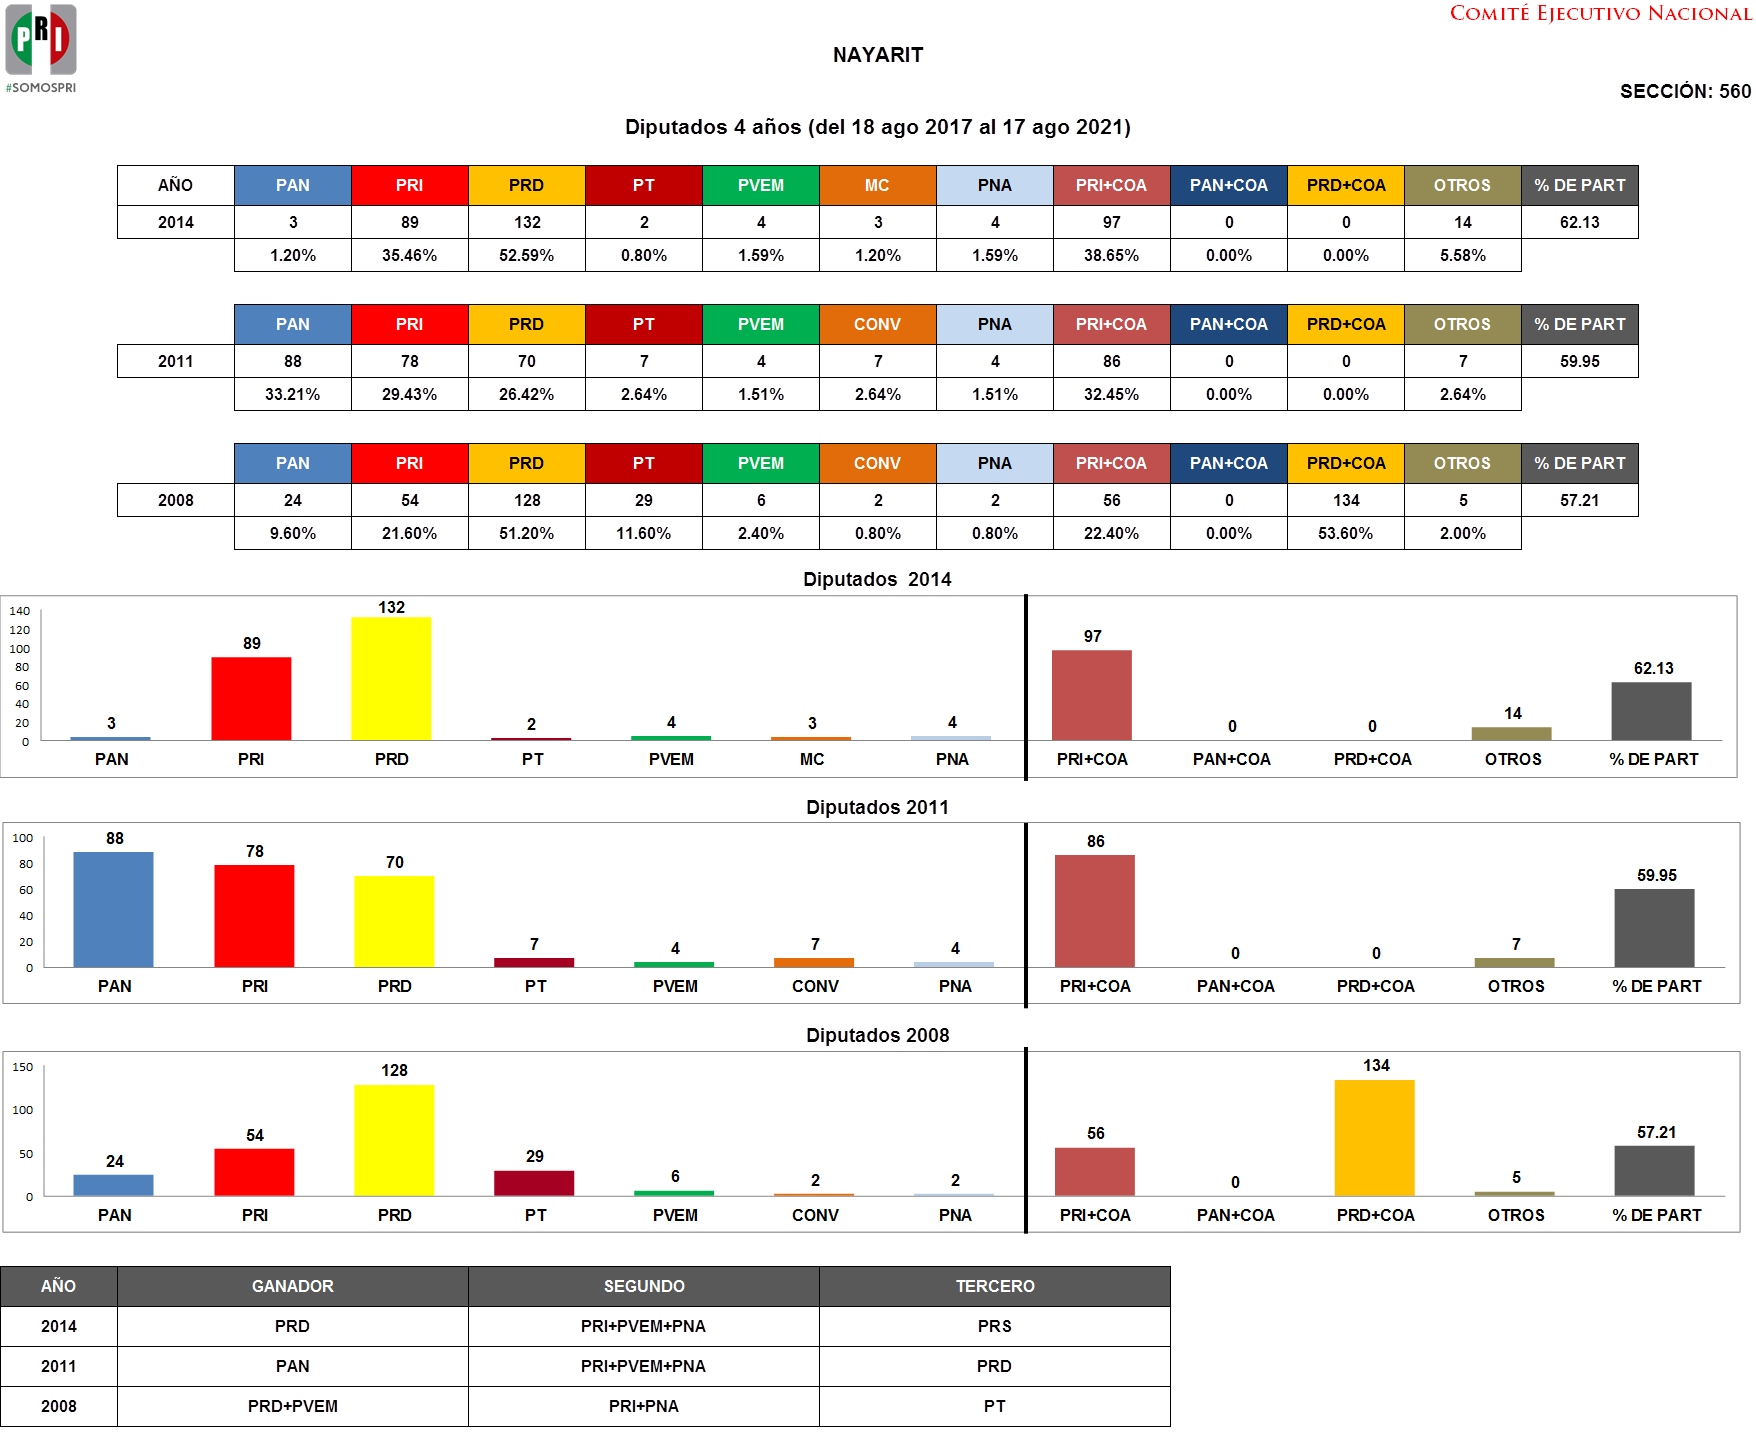 PRI
#SOMOSPRI
COMITÉ EJECUTIVO NACIONAL
NAYARIT
SECCIÓN: 560
Diputados 4 años (del 18 ago 2017 al 17 ago 2021)
AÑO PAN PRI PRD PT PVEM MC PNA PRI+COA PAN+COA PRD+COA OTROS % DE PART
2014 3 89 132 2 4 3 4 97 0 0 14 62.13
1.20% 35.46% 52.59% 0.80% 1.59% 1.20% 1.59% 38.65% 0.00% 0.00% 5.58%
PAN PRI PRD PT PVEM CONV PNA PRI+COA PAN+COA PRD+COA OTROS % DE PART
2011 88 78 70 7 4 7 4 86 0 0 7 59.95
33.21% 29.43% 26.42% 2.64% 1.51% 2.64% 1.51% 32.45% 0.00% 0.00% 2.64%
PAN PRI PRD PT PVEM CONV PNA PRI+COA PAN+COA PRD+COA OTROS % DE PART
2008 24 54 128 29 6 2 2 56 0 134 5 57.21
9.60% 21.60% 51.20% 11.60% 2.40% 0.80% 0.80% 22.40% 0.00% 53.60% 2.00%
Diputados 2014
140
120
100
80
60
40
20
0
3 89 132 2 4 3 4 97 0 0 14 62.13
PAN PRI PRD PT PVEM MC PNA PRI+COA PAN+COA PRD+COA OTROS % DE PART
Diputados 2011
100
80
60
40
20
0
88 78 70 7 4 7 4 86 0 0 7 59.95
PAN PRI PRD PT PVEM CONV PNA PRI+COA PAN+COA PRD+COA OTROS % DE PART
Diputados 2008
150
100
50
0
24 54 128 29 6 2 2 56 0 134 5 57.21
PAN PRI PRD PT PVEM CONV PNA PRI+COA PAN+COA PRD+COA OTROS % DE PART
AÑO GANADOR SEGUNDO TERCERO
2014 PRD PRI+PVEM+PNA PRS
2011 PAN PRI+PVEM+PNA PRD
2008 PRD+PVEM PRI+PNA PT